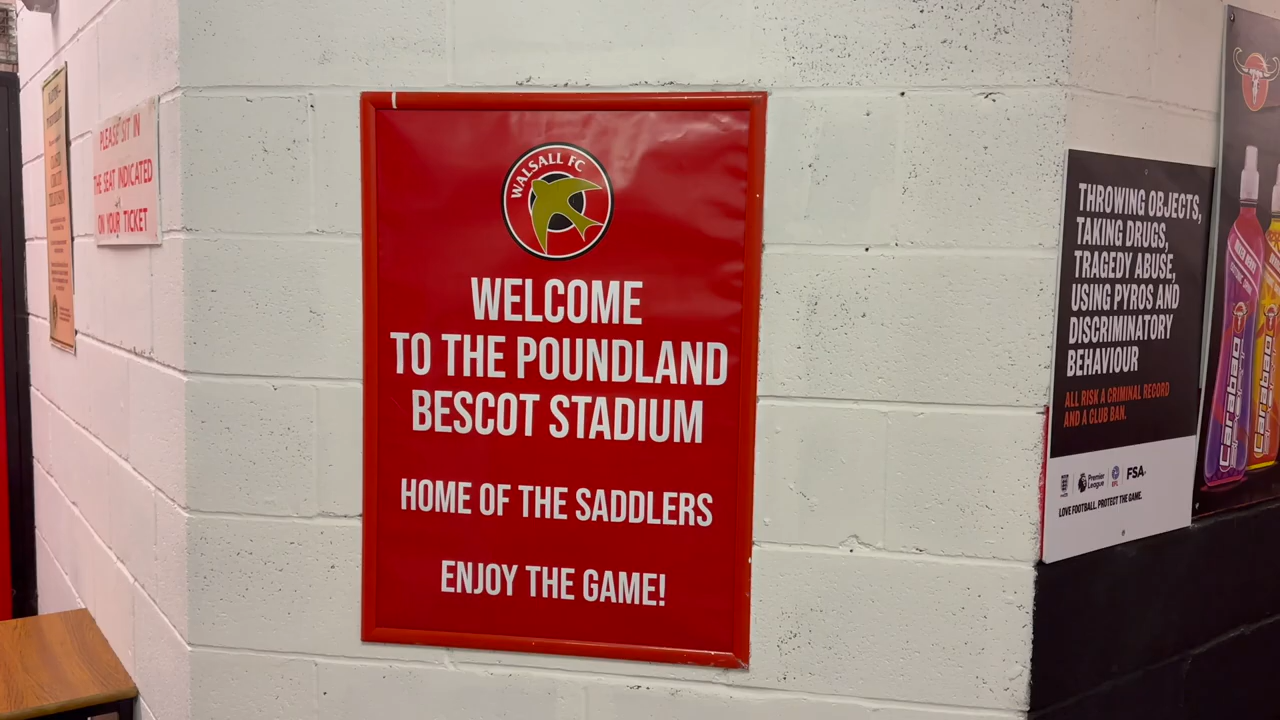 PLEASE SIT IN
THE SEAT INDICATED
ON YOUR TICKET
WALSALL FC
WELCOME
TO THE POUNDLAND
BESCOT STADIUM
HOME OF THE SADDLERS
ENJOY THE GAME!
THROWING OBJECTS,
TAKING DRUGS,
TRAGEDY ABUSE,
USING PYROS AND
DISCRIMINATORY
BEHAVIOUR
ALL RISK A CRIMINAL RECORD
AND A CLUB BAN.
Premier
League
EFL
FSA
LOVE FOOTBALL. PROTECT THE GAME.
Carabao
Carabao